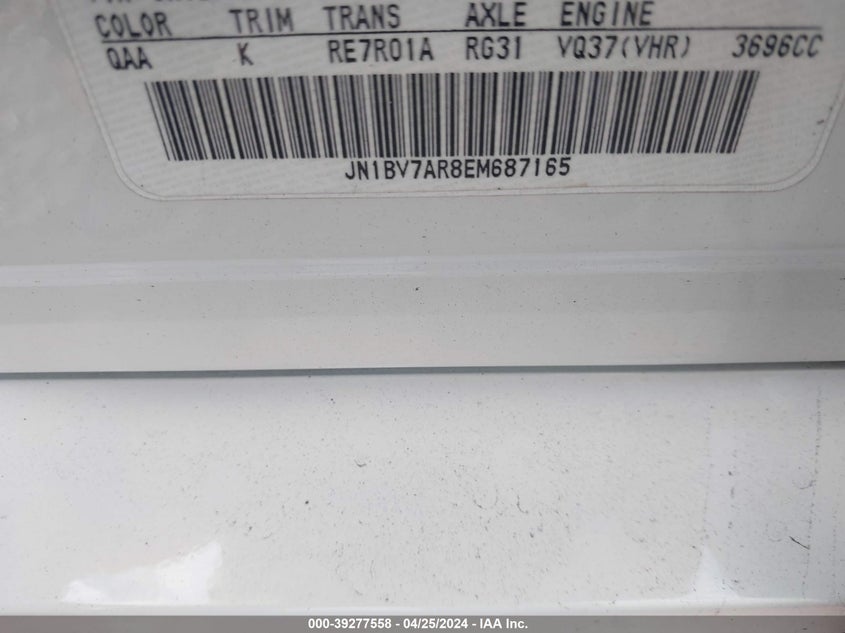 COLOR TRIM TRANS AXLE ENGINE
QAA K RE7R01A RG31 VQ37(VHR) 3696CC
JN1BV7AR8EM687165
000-39277558 - 04/25/2024 - IAA Inc.